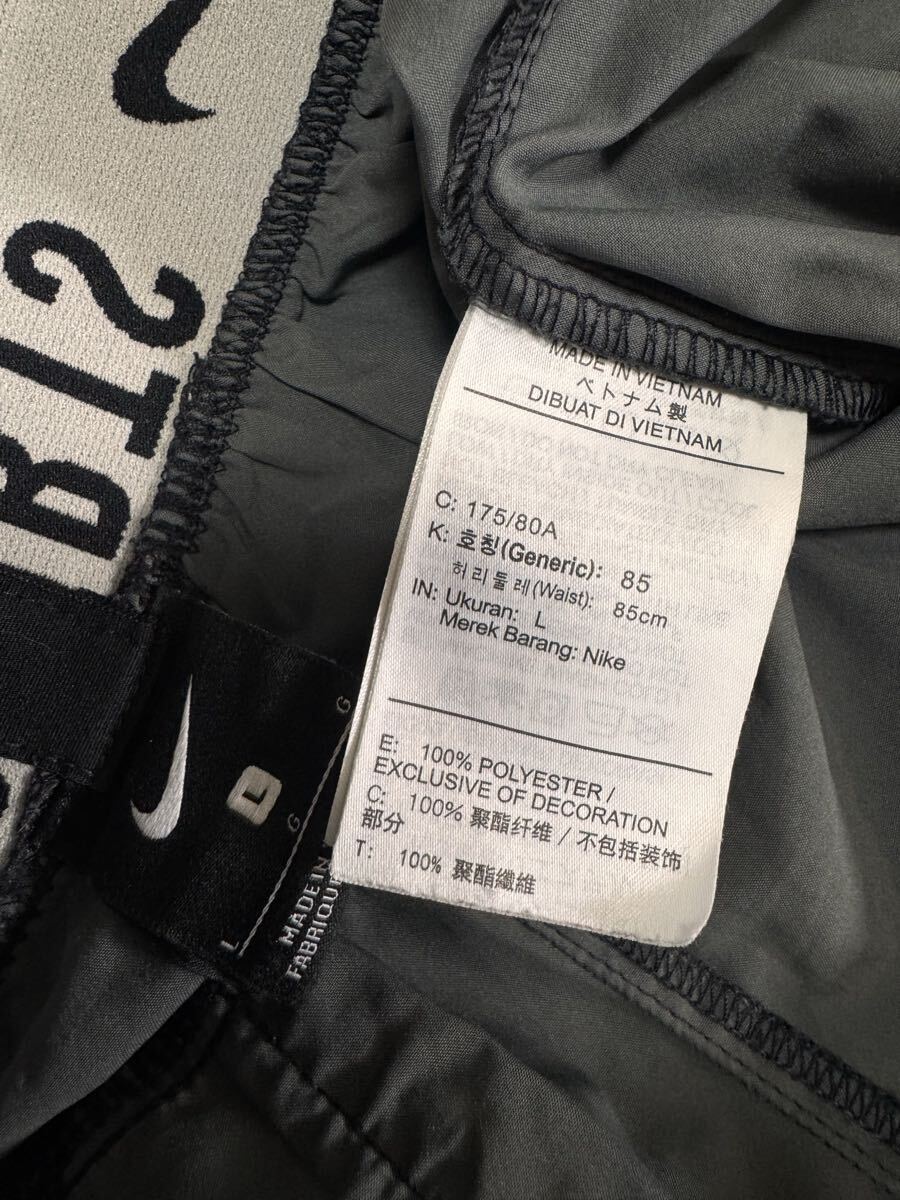 MADE IN VIETNAM
ベトナム製
DIBUAT DI VIETNAM
C: 175/80A
K: 호칭(Generic): 85
허리둘레(Waist): 85cm
IN: Ukuran: L
Merek Barang: Nike
E: 100% POLYESTER /
EXCLUSIVE OF DECORATION
C: 100% 聚酯纤维 / 不包括装饰
部分
T: 100% 聚酯纖維
L
G
G
L
MADE IN
FABRIQUÉ